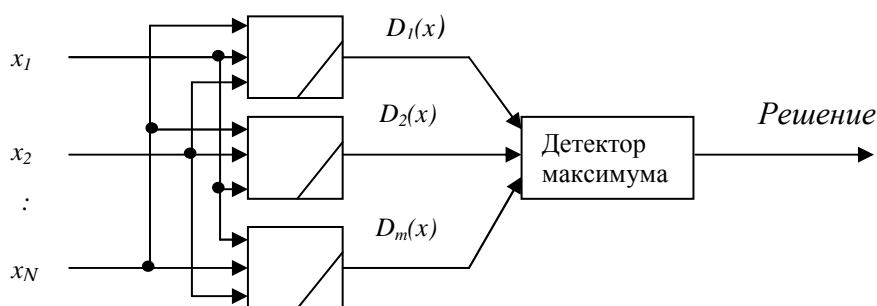 x1
x2
:
xN
D1(x)
D2(x)
Dm(x)
Детектор
максимума
Решение